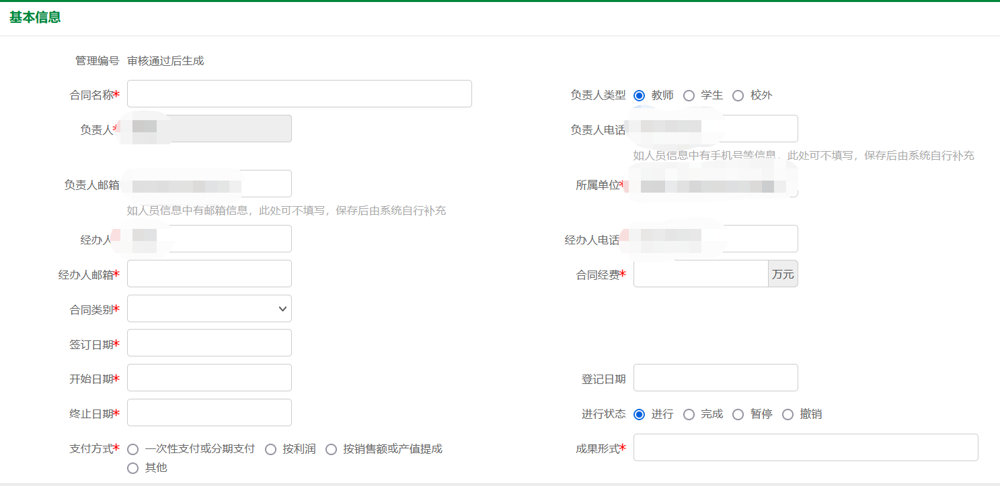 基本信息
管理编号 审核通过后生成
合同名称* 负责人类型 教师 学生 校外
负责人* 负责人电话
如人员信息中有手机号等信息，此处可不填写，保存后由系统自行补充
负责人邮箱 所属单位*
如人员信息中有邮箱信息，此处可不填写，保存后由系统自行补充
经办人 经办人电话
经办人邮箱* 合同经费* 万元
合同类别*
签订日期*
开始日期* 登记日期
终止日期* 进行状态 进行 完成 暂停 撤销
支付方式* 一次性支付或分期支付 按利润 按销售额或产值提成 成果形式*
其他